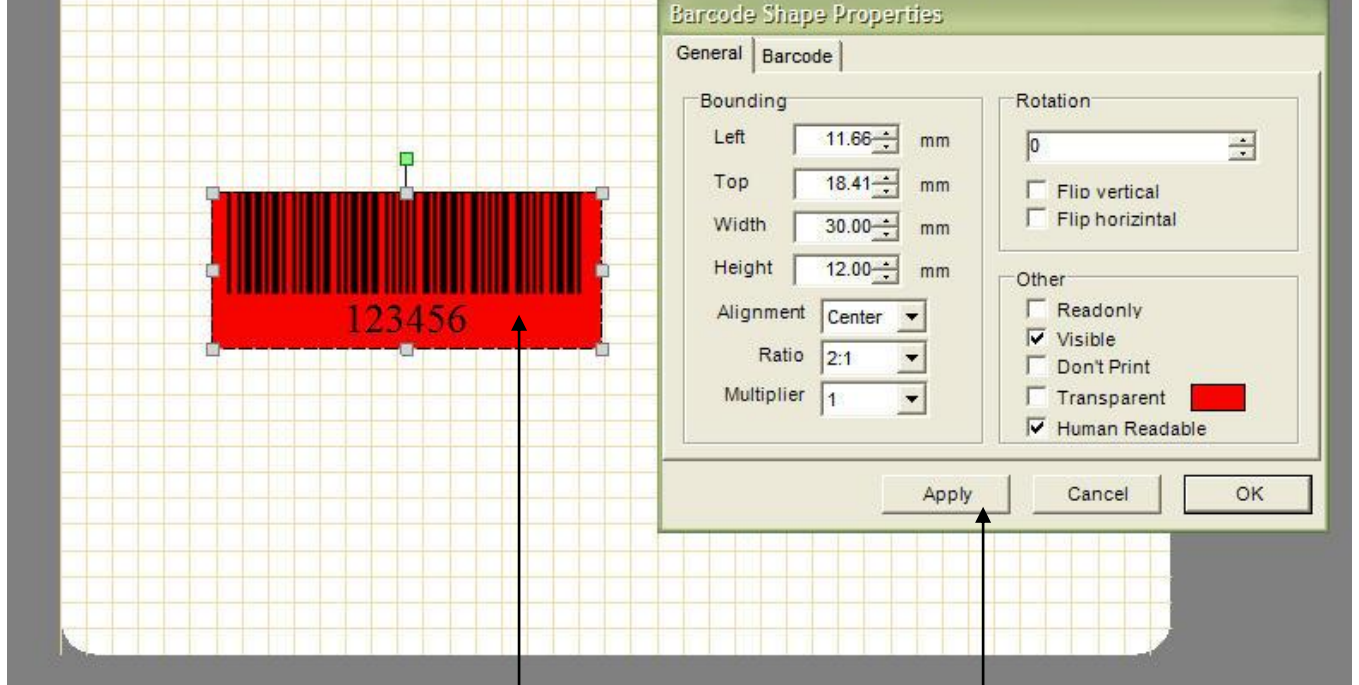 Barcode Shape Properties
General Barcode
Bounding
Left 11.66 mm
Top 18.41 mm
Width 30.00 mm
Height 12.00 mm
Alignment Center
Ratio 2:1
Multiplier 1
Rotation
0
Flip vertical
Flip horizintal
Other
Readonly
Visible
Don't Print
Transparent
Human Readable
Apply Cancel OK
123456